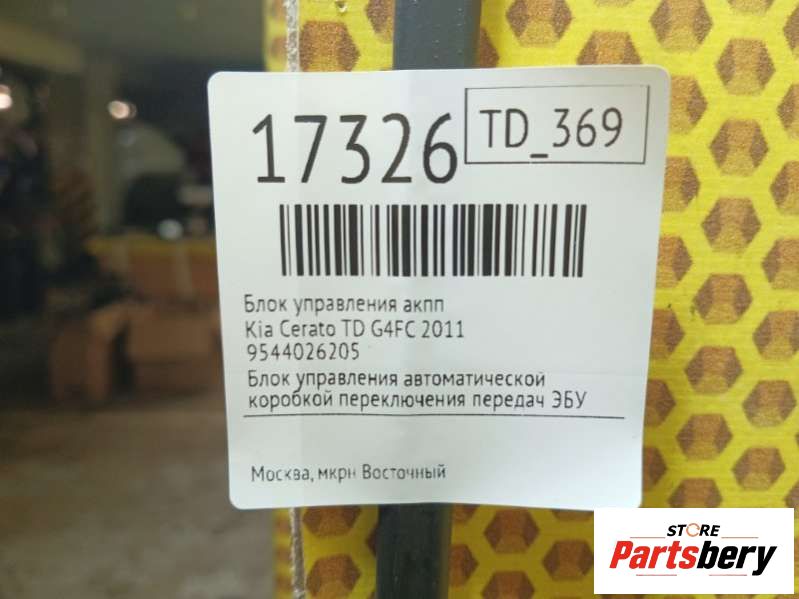 17326
TD_369
Блок управления акпп
Kia Cerato TD G4FC 2011
9544026205
Блок управления автоматической
коробкой переключения передач ЭБУ
Москва, мкрн Восточный
STORE
Partsbery